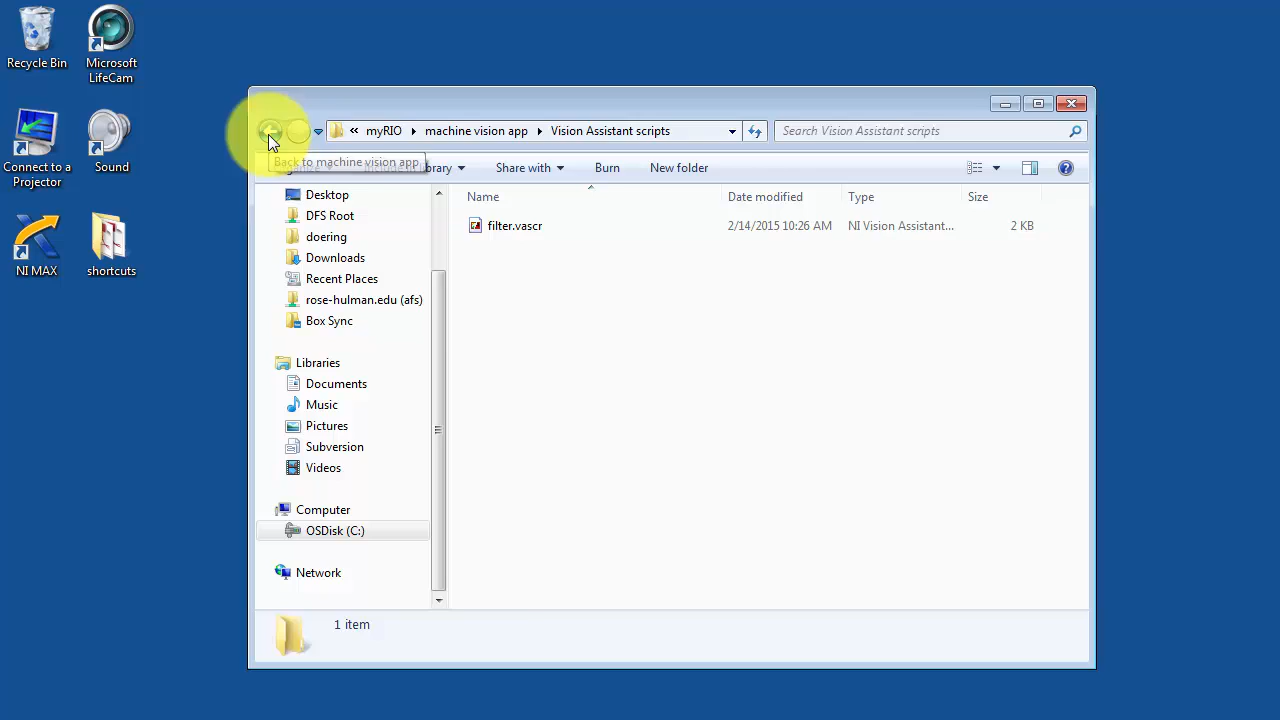 Recycle Bin
Microsoft
LifeCam
Connect to a
Projector
Sound
NI MAX
shortcuts
« myRIO machine vision app Vision Assistant scripts
Search Vision Assistant scripts
Back to machine vision app
Share with
Burn
New folder
Desktop
DFS Root
doering
Downloads
Recent Places
rose-hulman.edu (afs)
Box Sync
Libraries
Documents
Music
Pictures
Subversion
Videos
Computer
OSDisk (C:)
Network
Name Date modified Type Size
filter.vascr 2/14/2015 10:26 AM NI Vision Assistant... 2 KB
1 item